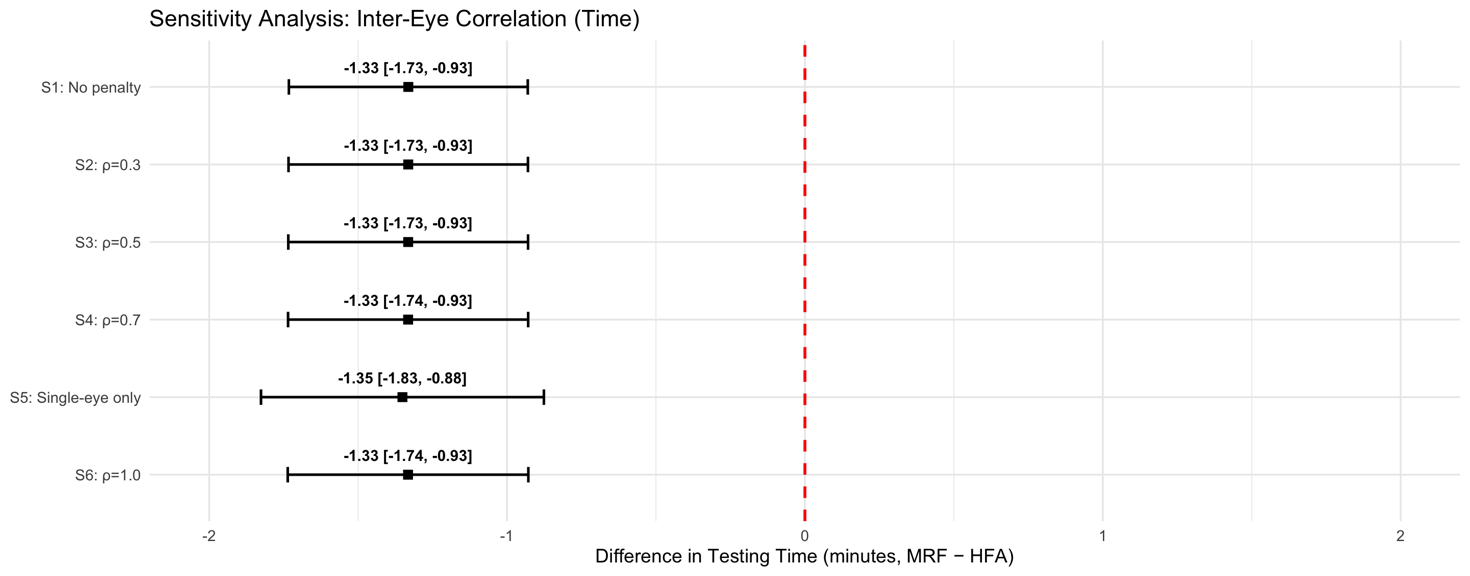 Sensitivity Analysis: Inter-Eye Correlation (Time)
-1.33 [-1.73, -0.93]
S1: No penalty
-1.33 [-1.73, -0.93]
S2: ρ=0.3
-1.33 [-1.73, -0.93]
S3: ρ=0.5
-1.33 [-1.74, -0.93]
S4: ρ=0.7
-1.35 [-1.83, -0.88]
S5: Single-eye only
-1.33 [-1.74, -0.93]
S6: ρ=1.0
-2 -1 0 1 2
Difference in Testing Time (minutes, MRF − HFA)